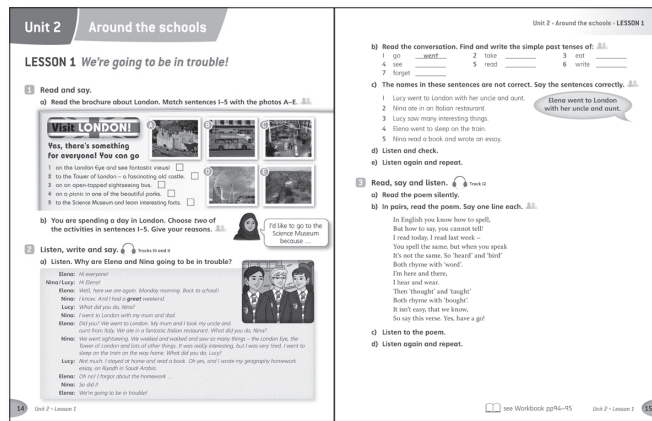 Unit 2 Around the schools
LESSON 1 We're going to be in trouble!
1 Read and say.
a) Read the brochure about London. Match sentences 1–5 with the photos A–E.
Visit LONDON!
Yes, there's something
for everyone! You can go
1 on the London Eye and see fantastic views!
2 to the Tower of London – a fascinating old castle.
3 on an open-topped sightseeing bus.
4 on a picnic in one of the beautiful parks.
5 to the Science Museum and learn interesting facts.
A
B
C
D
E
b) You are spending a day in London. Choose two of
the activities in sentences 1–5. Give your reasons.
I'd like to go to the
Science Museum
because ...
2 Listen, write and say. Tracks 10 and 11
a) Listen. Why are Elena and Nina going to be in trouble?
Elena: Hi everyone!
Nina/Lucy: Hi Elena!
Elena: Well, here we are again. Monday morning. Back to school!
Nina: I know. And I had a great weekend.
Lucy: What did you do, Nina?
Nina: I went to London with my mum and dad.
Elena: Did you? We went to London. My mum and I took my uncle and
aunt from Italy. We ate in a fantastic Italian restaurant. What did you do, Nina?
Nina: We went sightseeing. We walked and walked and saw so many things – the London Eye, the
Tower of London and lots of other things. It was really interesting, but I was very tired. I went to
sleep on the train on the way home. What did you do, Lucy?
Lucy: Not much. I stayed at home and read a book. Oh yes, and I wrote my geography homework
essay, on Riyadh in Saudi Arabia.
Elena: Oh no! I forgot about the homework ...
Nina: So did I!
Elena: We're going to be in trouble!
14 Unit 2 • Lesson 1
Unit 2 • Around the schools • LESSON 1
b) Read the conversation. Find and write the simple past tenses of:
1 go went 2 take 3 eat
4 see 5 read 6 write
7 forget
c) The names in these sentences are not correct. Say the sentences correctly.
1 Lucy went to London with her uncle and aunt.
2 Nina ate in an Italian restaurant.
3 Lucy saw many interesting things.
4 Elena went to sleep on the train.
5 Nina read a book and wrote an essay.
Elena went to London
with her uncle and aunt.
d) Listen and check.
e) Listen again and repeat.
3 Read, say and listen. Track 12
a) Read the poem silently.
b) In pairs, read the poem. Say one line each.
In English you know how to spell,
But how to say, you cannot tell!
I read today, I read last week –
You spell the same, but when you speak
It's not the same. So 'heard' and 'bird'
Both rhyme with 'word'.
I'm here and there,
I hear and wear.
Then 'thought' and 'taught'
Both rhyme with 'bought'.
It isn't easy, that we know,
So say this verse. Yes, have a go!
c) Listen to the poem.
d) Listen again and repeat.
see Workbook pp94–95 Unit 2 • Lesson 1 15